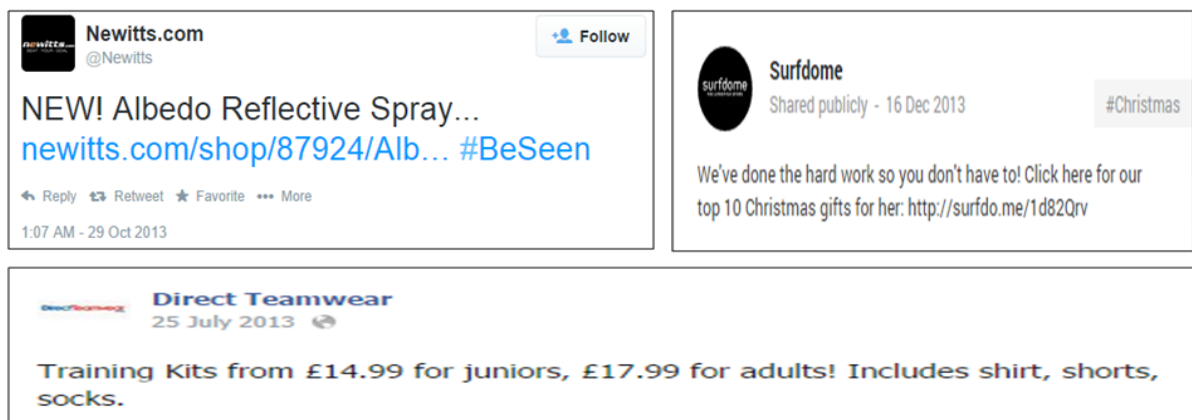 newitts.com
Newitts.com
@Newitts
Follow
NEW! Albedo Reflective Spray...
newitts.com/shop/87924/Alb... #BeSeen
Reply Retweet Favorite More
1:07 AM - 29 Oct 2013
surfdome
Surfdome
Shared publicly - 16 Dec 2013
#Christmas
We've done the hard work so you don't have to! Click here for our
top 10 Christmas gifts for her: http://surfdo.me/1d82Qrv
DirectTeamwear
Direct Teamwear
25 July 2013
Training Kits from £14.99 for juniors, £17.99 for adults! Includes shirt, shorts,
socks.